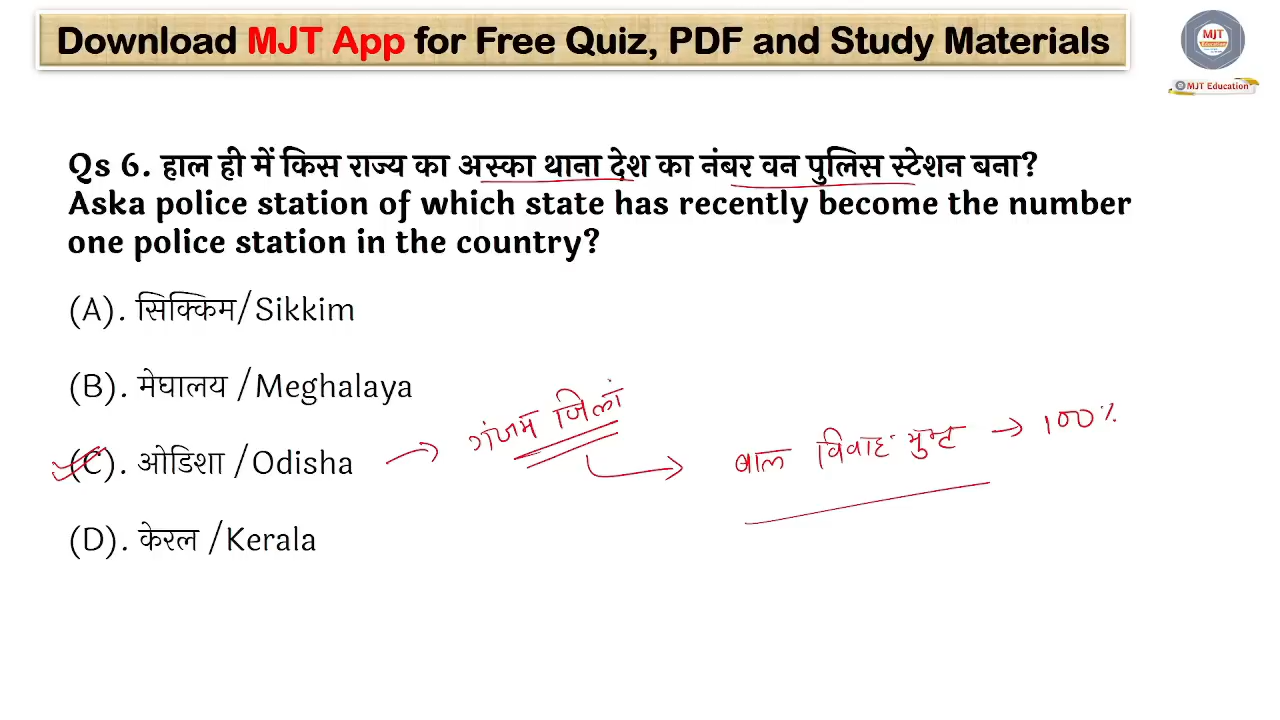 Download MJT App for Free Quiz, PDF and Study Materials
MJT
Education
MJT Education
Qs 6. हाल ही में किस राज्य का अस्का थाना देश का नंबर वन पुलिस स्टेशन बना?
Aska police station of which state has recently become the number
one police station in the country?
(A). सिक्किम/Sikkim
(B). मेघालय /Meghalaya
(C). ओडिशा /Odisha
गंजम जिला
बाल विवाह मुक्त → 100%
(D). केरल /Kerala